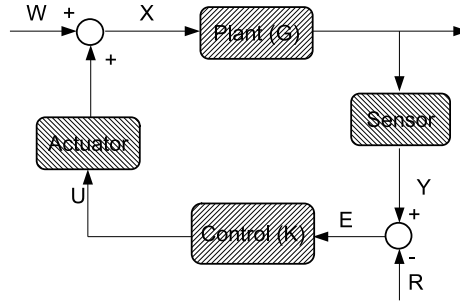 W + X Plant (G)
+
Actuator Sensor
U Y
Control (K) E +
-
R